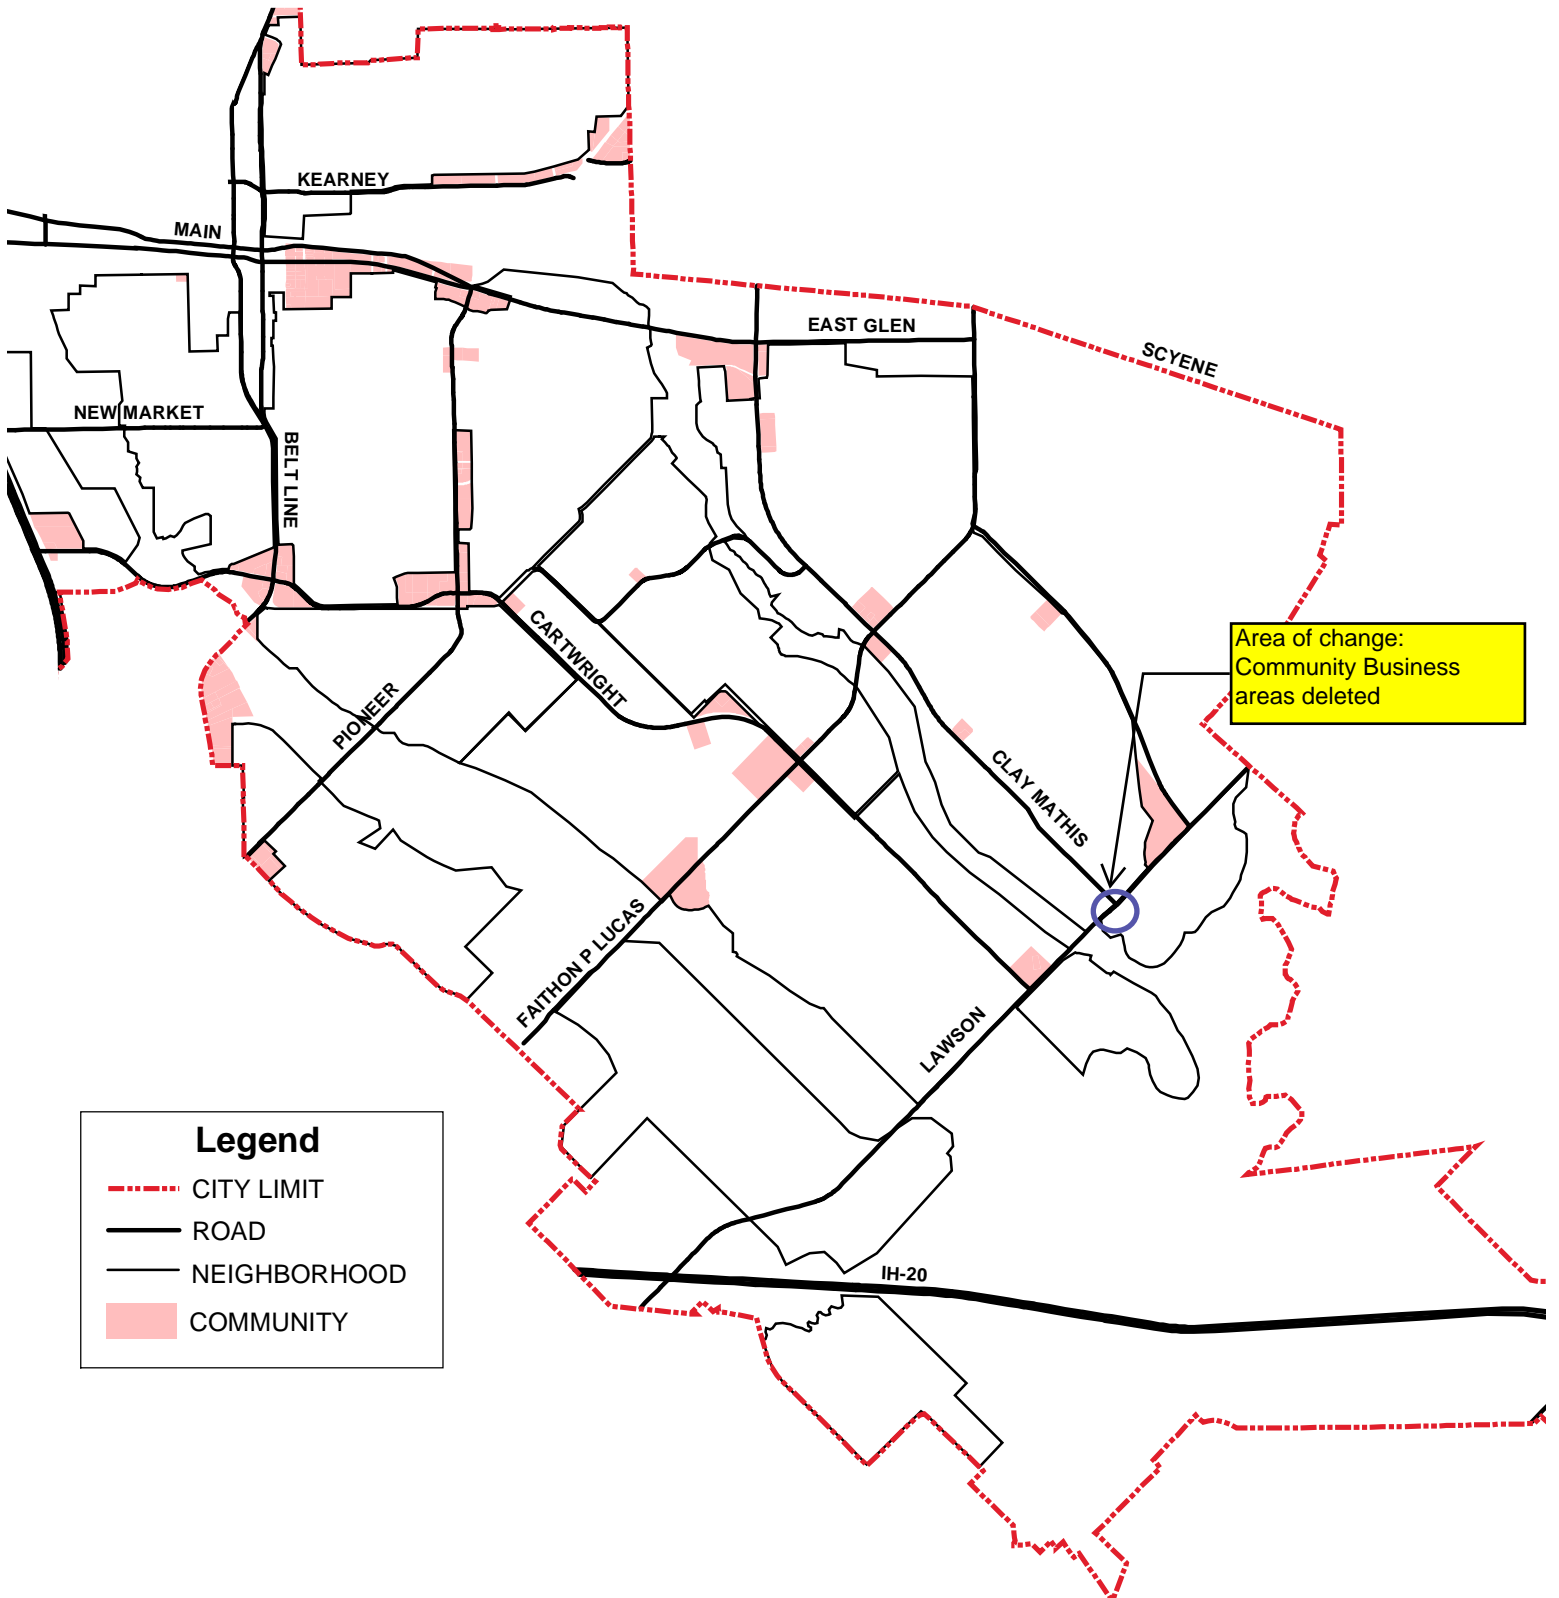 KEARNEY
MAIN
EAST GLEN
SCYENE
NEW MARKET
BELT LINE
Area of change:
Community Business
areas deleted
CARTWRIGHT
PIONEER
CLAY MATHIS
FAITHON P LUCAS
LAWSON
Legend
CITY LIMIT
ROAD
NEIGHBORHOOD
COMMUNITY
IH-20